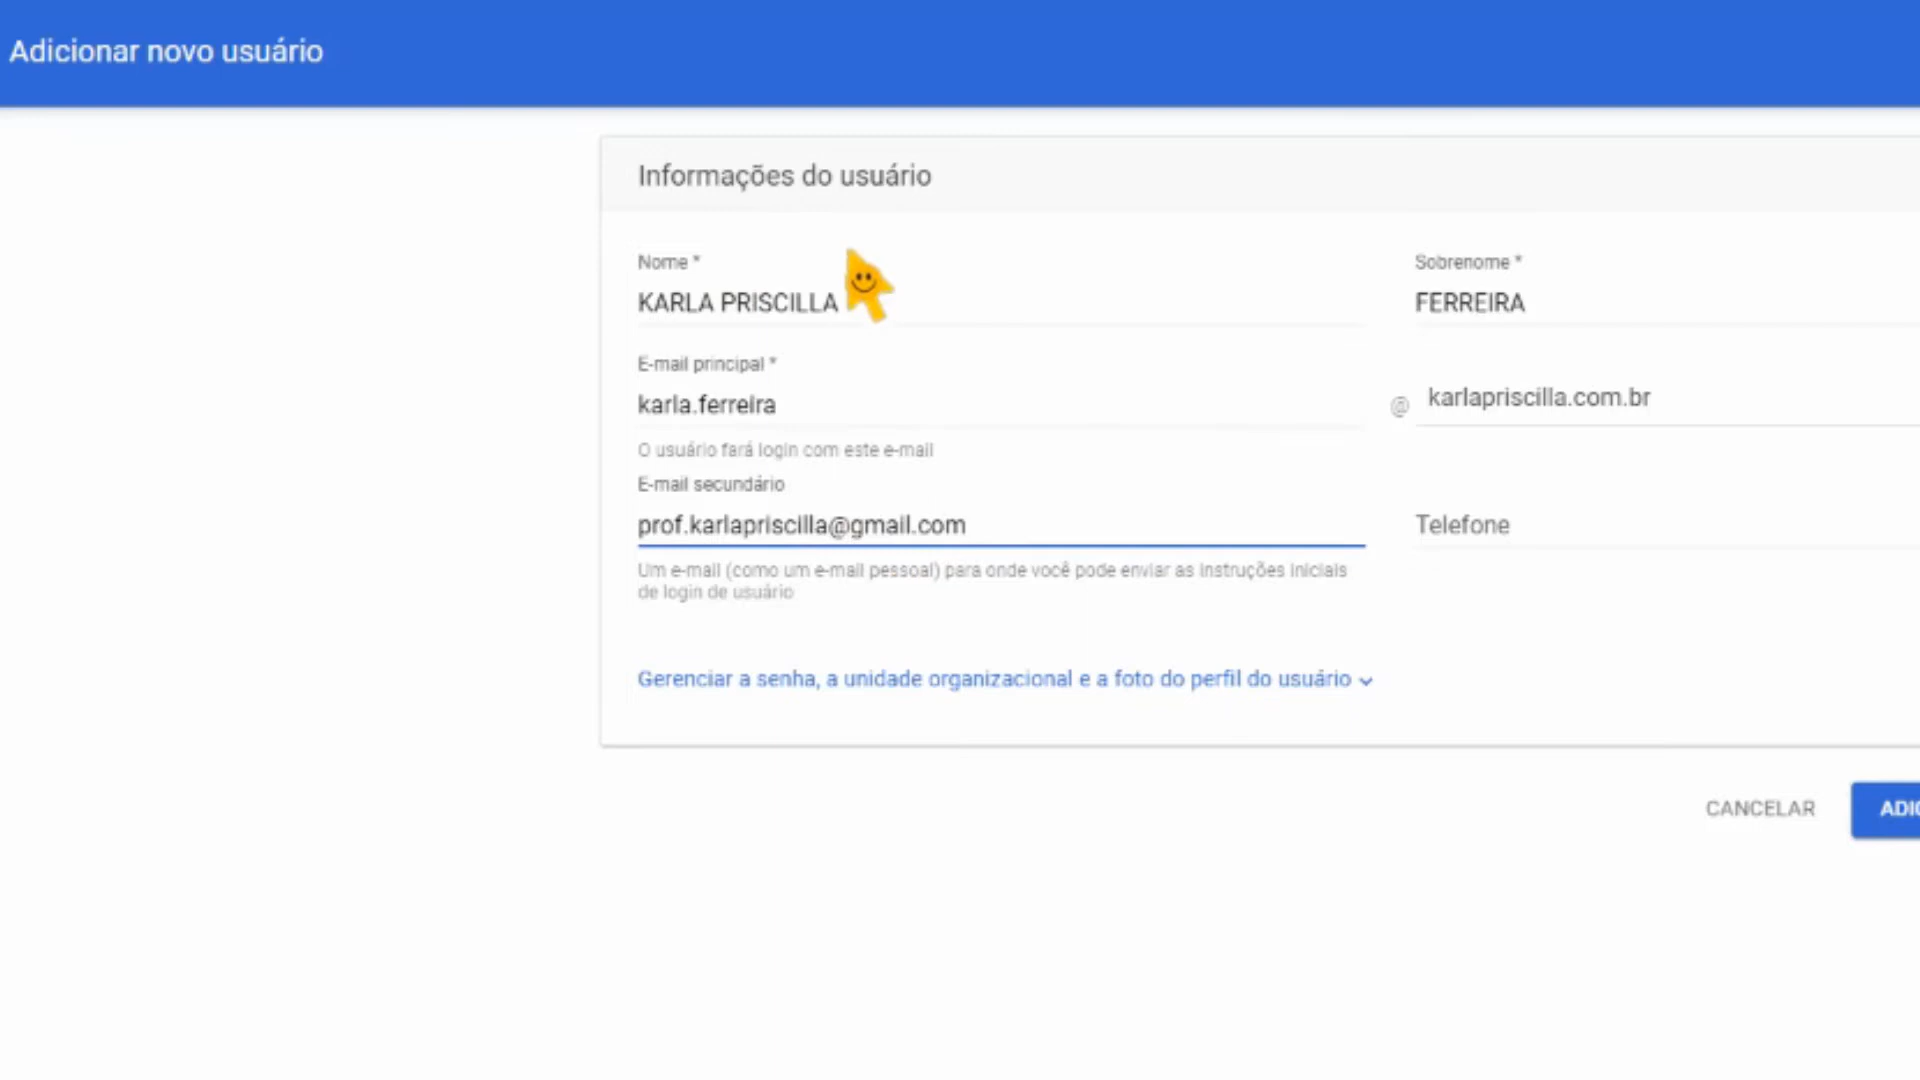 Adicionar novo usuário
Informações do usuário
Nome *
Sobrenome *
KARLA PRISCILLA
FERREIRA
E-mail principal *
karla.ferreira
@ karlapriscilla.com.br
O usuário fará login com este e-mail
E-mail secundário
prof.karlapriscilla@gmail.com
Telefone
Um e-mail (como um e-mail pessoal) para onde você pode enviar as instruções iniciais
de login de usuário
Gerenciar a senha, a unidade organizacional e a foto do perfil do usuário
CANCELAR